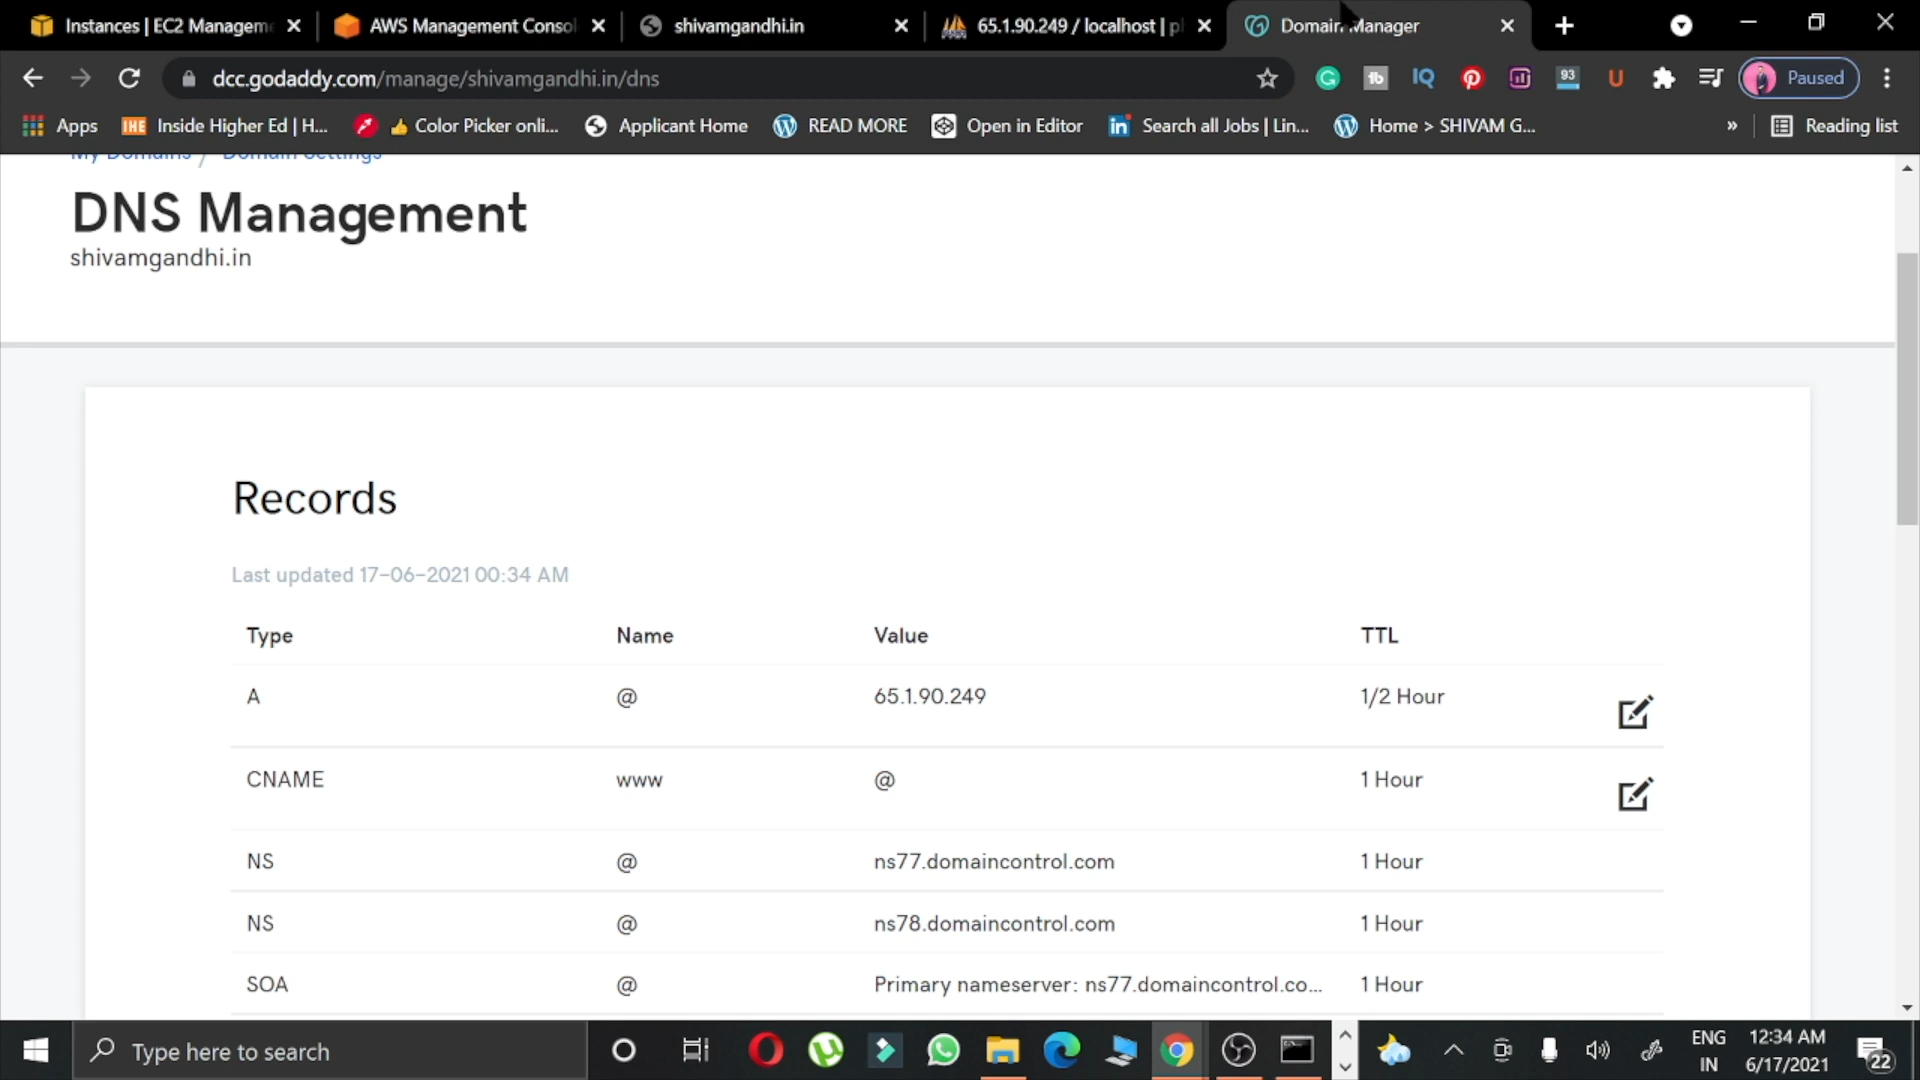 Instances | EC2 Managem
AWS Management Consol
shivamgandhi.in
65.1.90.249 / localhost | p
Domain Manager
dcc.godaddy.com/manage/shivamgandhi.in/dns
93
Paused
Apps
Inside Higher Ed | H...
Color Picker onli...
Applicant Home
READ MORE
Open in Editor
Search all Jobs | Lin...
Home > SHIVAM G...
»
Reading list
My Domains / Domain Settings
DNS Management
shivamgandhi.in
Records
Last updated 17-06-2021 00:34 AM
Type Name Value TTL
A @ 65.1.90.249 1/2 Hour
CNAME www @ 1 Hour
NS @ ns77.domaincontrol.com 1 Hour
NS @ ns78.domaincontrol.com 1 Hour
SOA @ Primary nameserver: ns77.domaincontrol.co... 1 Hour
Type here to search
ENG
IN
12:34 AM
6/17/2021
22